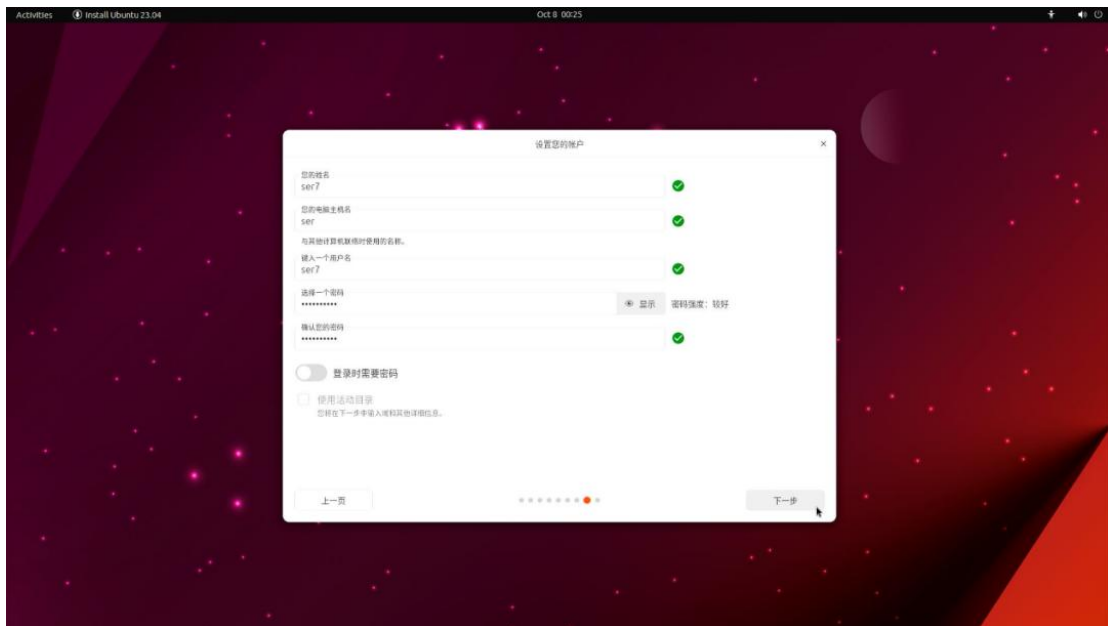 Activities Install Ubuntu 23.04 Oct 8 00:25
设置您的帐户
您的姓名
ser7
您的电脑主机名
ser
与其他计算机联络时使用的名称。
键入一个用户名
ser7
选择一个密码
•••••••••• 显示 密码强度：较好
确认您的密码
••••••••••
登录时需要密码
使用活动目录
您将在下一步中输入域和其他详细信息。
上一页 下一步